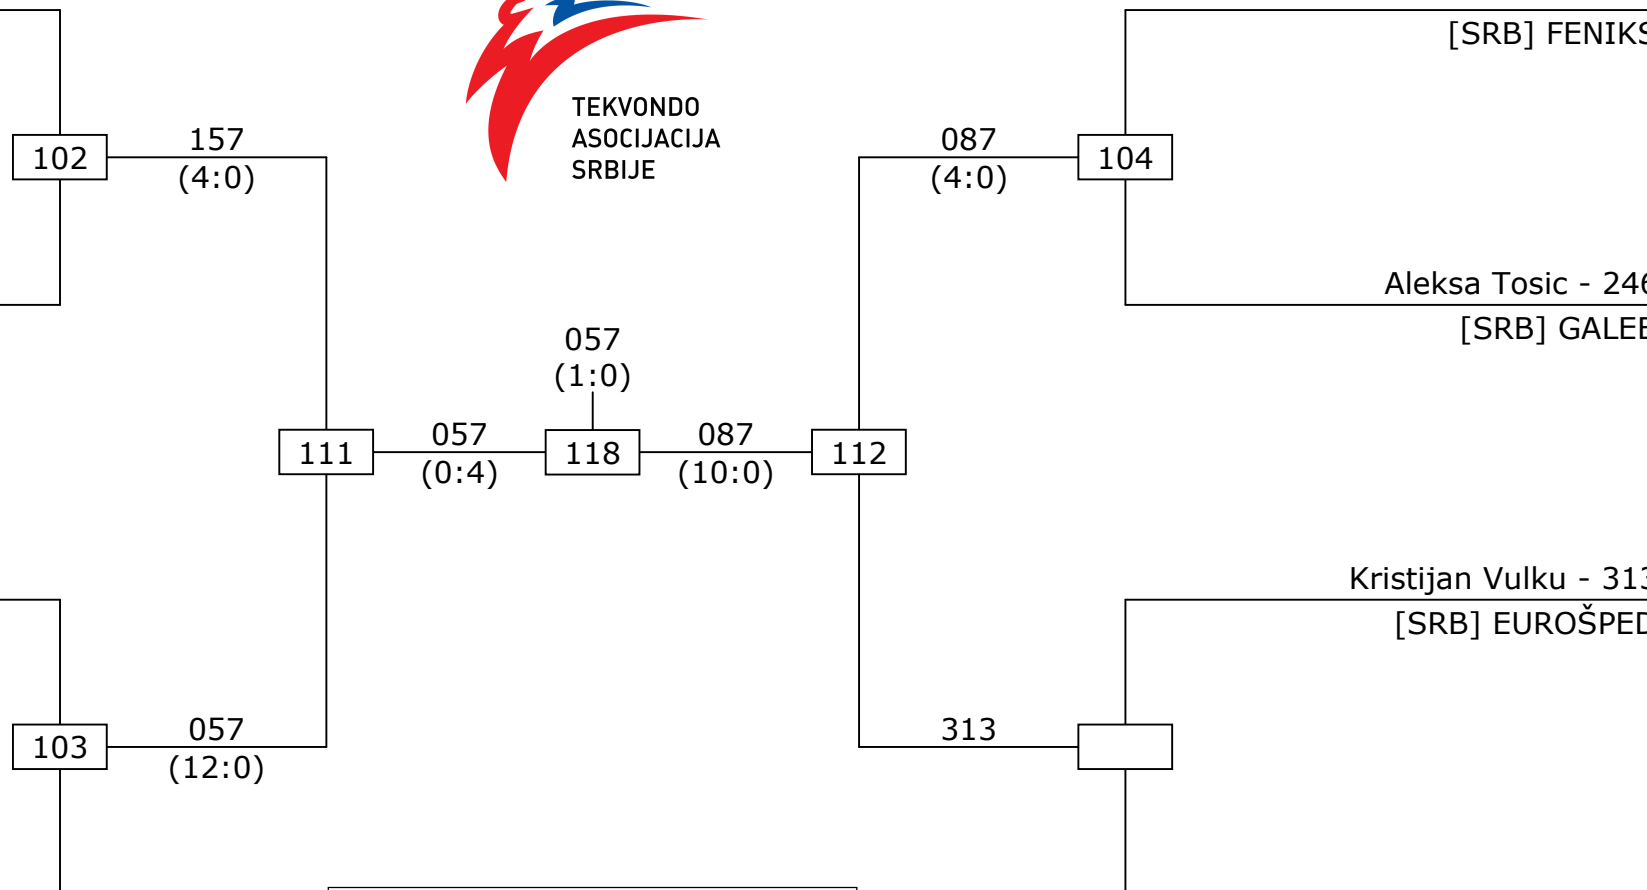 [SRB] FENIKS
TEKVONDO
ASOCIJACIJA
SRBIJE
157
087
102
104
(4:0)
(4:0)
Aleksa Tosic - 246
[SRB] GALEB
057
(1:0)
057
087
111
118
112
(0:4)
(10:0)
Kristijan Vulku - 313
[SRB] EUROŠPED
057
313
103
(12:0)